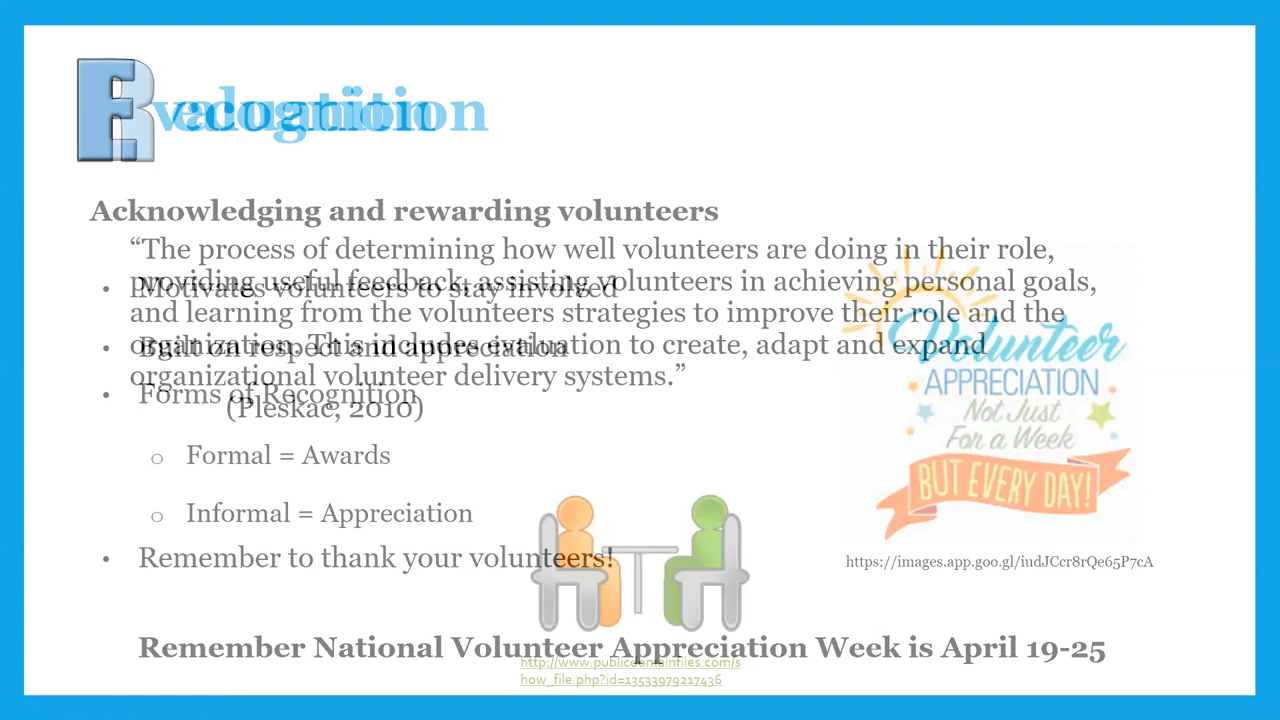 Evaluation
Recognition
Acknowledging and rewarding volunteers
“The process of determining how well volunteers are doing in their role,
providing useful feedback, assisting volunteers in achieving personal goals,
and learning from the volunteers strategies to improve their role and the
organization. This includes evaluation to create, adapt and expand
organizational volunteer delivery systems.”
(Pleskac, 2010)
• Motivates volunteers to stay involved
• Built on respect and appreciation
• Forms of Recognition
o Formal = Awards
o Informal = Appreciation
• Remember to thank your volunteers!
Volunteer
APPRECIATION
Not Just
For a Week
BUT EVERY DAY!
https://images.app.goo.gl/iudJCcr8rQe65P7cA
Remember National Volunteer Appreciation Week is April 19-25
http://www.publicdomainfiles.com/s
how_file.php?id=13533979217436